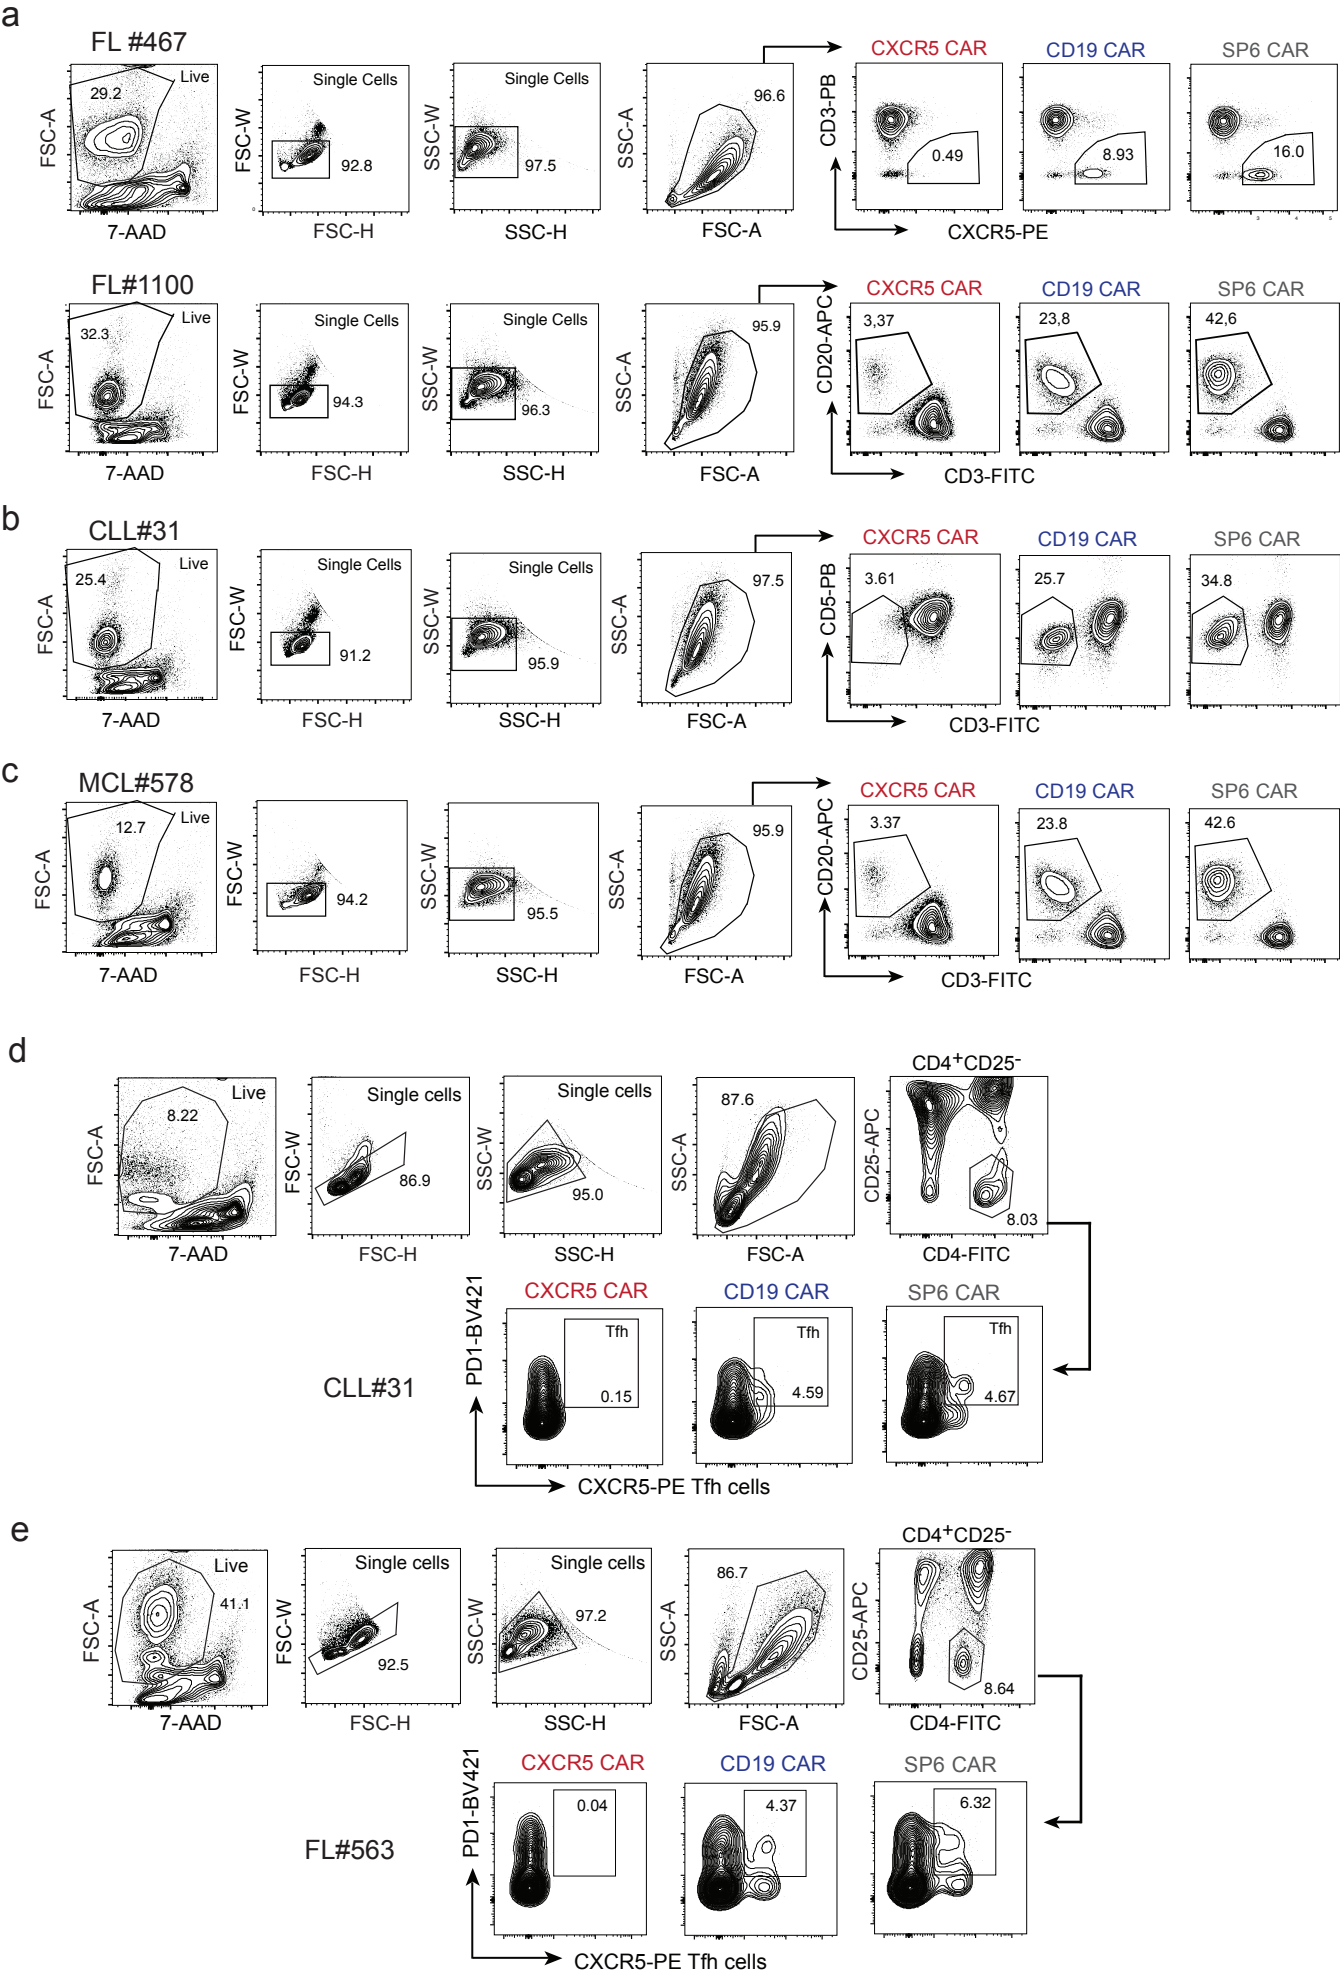 a
FL #467
CXCR5 CAR
CD19 CAR
SP6 CAR
Live
29.2
FSC-A
7-AAD
Single Cells
92.8
FSC-W
FSC-H
Single Cells
97.5
SSC-W
SSC-H
96.6
SSC-A
FSC-A
CD3-PB
0.49
8.93
16.0
3 4 5
CXCR5-PE
FL#1100
CXCR5 CAR
CD19 CAR
SP6 CAR
Live
32.3
FSC-A
7-AAD
Single Cells
94.3
FSC-W
FSC-H
Single Cells
96.3
SSC-W
SSC-H
95.9
SSC-A
FSC-A
CD20-APC
3,37
23,8
42,6
CD3-FITC
b
CLL#31
CXCR5 CAR
CD19 CAR
SP6 CAR
Live
25.4
FSC-A
7-AAD
Single Cells
91.2
FSC-W
FSC-H
Single Cells
95.9
SSC-W
SSC-H
97.5
SSC-A
FSC-A
CD5-PB
3.61
25.7
34.8
CD3-FITC
c
MCL#578
CXCR5 CAR
CD19 CAR
SP6 CAR
Live
12.7
FSC-A
7-AAD
94.2
FSC-W
FSC-H
95.5
SSC-W
SSC-H
95.9
SSC-A
FSC-A
CD20-APC
3.37
23.8
42.6
CD3-FITC
d
Live
8.22
FSC-A
7-AAD
Single cells
86.9
FSC-W
FSC-H
Single cells
95.0
SSC-W
SSC-H
87.6
SSC-A
FSC-A
CD4+CD25-
CD25-APC
8.03
CD4-FITC
CLL#31
PD1-BV421
CXCR5 CAR
CD19 CAR
SP6 CAR
Tfh
0.15
Tfh
4.59
Tfh
4.67
CXCR5-PE Tfh cells
e
Live
41.1
FSC-A
7-AAD
Single cells
92.5
FSC-W
FSC-H
Single cells
97.2
SSC-W
SSC-H
86.7
SSC-A
FSC-A
CD4+CD25-
CD25-APC
8.64
CD4-FITC
FL#563
PD1-BV421
CXCR5 CAR
CD19 CAR
SP6 CAR
0.04
4.37
6.32
CXCR5-PE Tfh cells